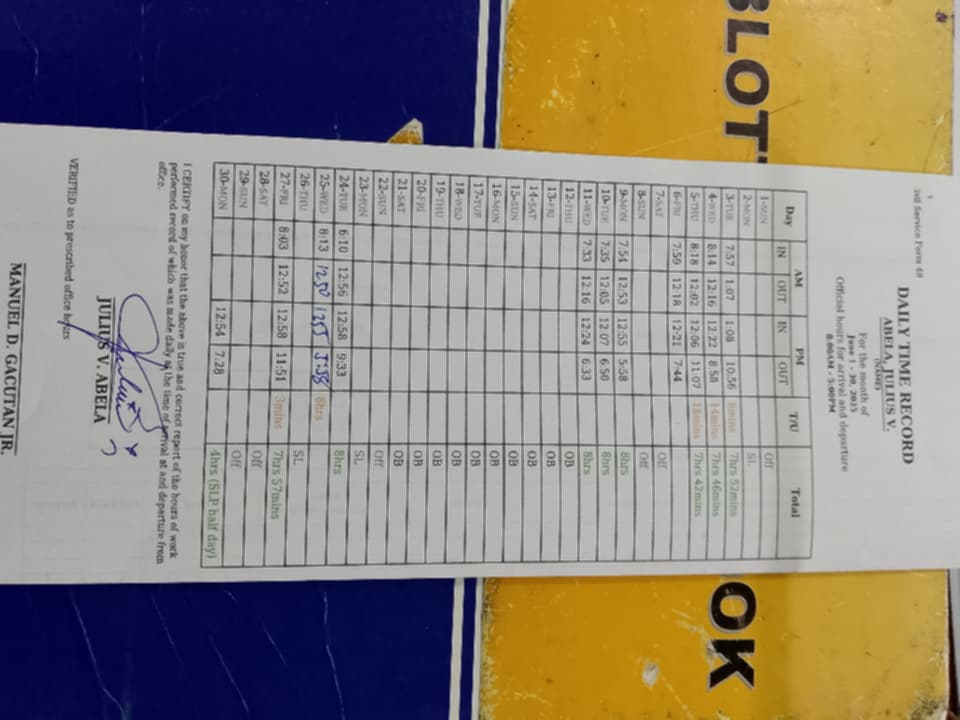 BLOT
OK
DAILY TIME RECORD
ABELA, JULIUS V.
(NAME)
For the month of
June 1 - 30, 2025
Official hours for arrival and departure
8:00AM - 5:00PM
Day AM PM T/U Total
IN OUT IN OUT
1-SUN Off
2-MON SL
3-TUE 7:57 1:07 1:08 10:56 8mins 7hrs 52mins
4-WED 8:14 12:16 12:22 8:58 14mins 7hrs 46mins
5-THU 8:18 12:02 12:06 11:07 18mins 7hrs 42mins
6-FRI 7:59 12:18 12:21 7:44
7-SAT Off
8-SUN Off
9-MON 7:54 12:53 12:55 5:58 8hrs
10-TUE 7:35 12:05 12:07 6:50 8hrs
11-WED 7:33 12:16 12:24 6:33 8hrs
12-THU OB
13-FRI OB
14-SAT OB
15-SUN OB
16-MON OB
17-TUE OB
18-WED OB
19-THU OB
20-FRI OB
21-SAT OB
22-SUN Off
23-MON SL
24-TUE 6:10 12:56 12:58 9:33 8hrs
25-WED 8:13 12:50 1255 5:58 8hrs
26-THU SL
27-FRI 8:03 12:52 12:58 11:51 3mins 7hrs 57mins
28-SAT Off
29-SUN Off
30-MON 12:54 7:28 4hrs (SLP half day)
I CERTIFY on my honor that the above is true and correct report of the hours of work
performed record of which was made daily at the time of arrival at and departure from
office.
JULIUS V. ABELA
VERIFIED as to prescribed office hours
MANUEL D. GACUTAN JR.